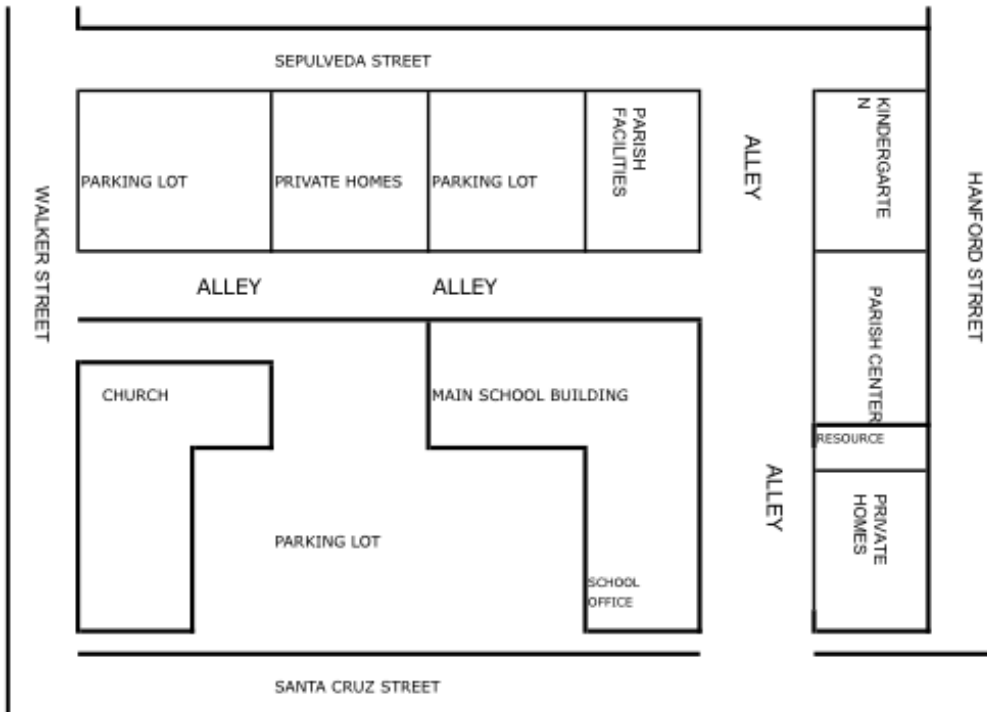 SEPULVEDA STREET
PARKING LOT
PRIVATE HOMES
PARKING LOT
PARISH
FACILITIES
ALLEY
KINDERGARTE
N
WALKER STREET
HANFORD STRRET
ALLEY
ALLEY
PARISH CENTER
CHURCH
MAIN SCHOOL BUILDING
RESOURCE
ALLEY
PRIVATE
HOMES
PARKING LOT
SCHOOL
OFFICE
SANTA CRUZ STREET